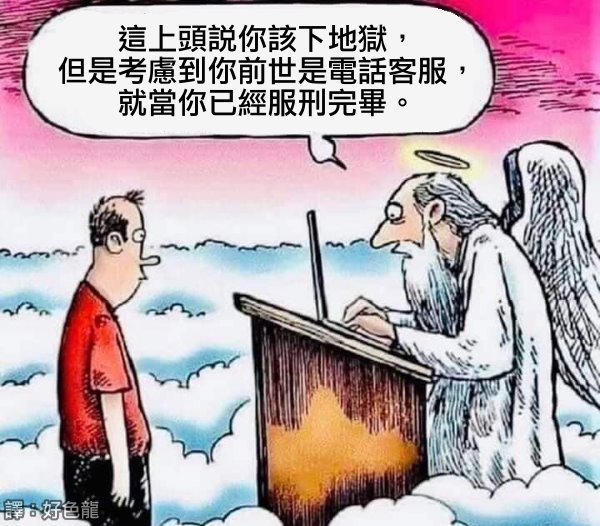 這上頭説你該下地獄，
但是考慮到你前世是電話客服，
就當你已經服刑完畢。
譯：好色龍